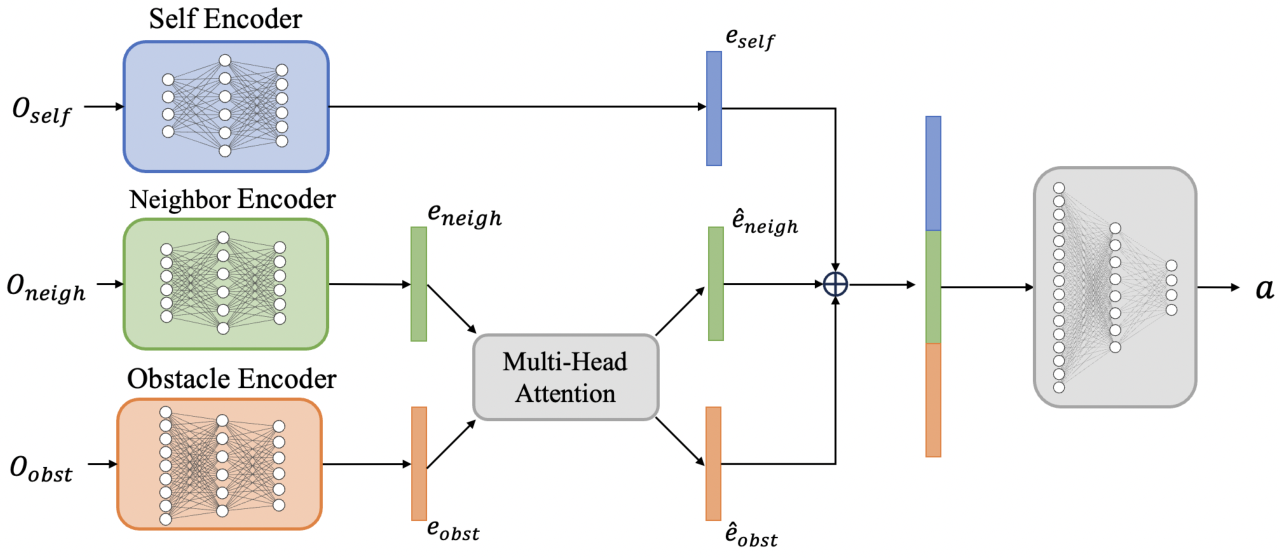 Self Encoder
e_self
O_self
Neighbor Encoder
e_neigh
ê_neigh
O_neigh
a
Multi-Head
Attention
Obstacle Encoder
O_obst
e_obst
ê_obst